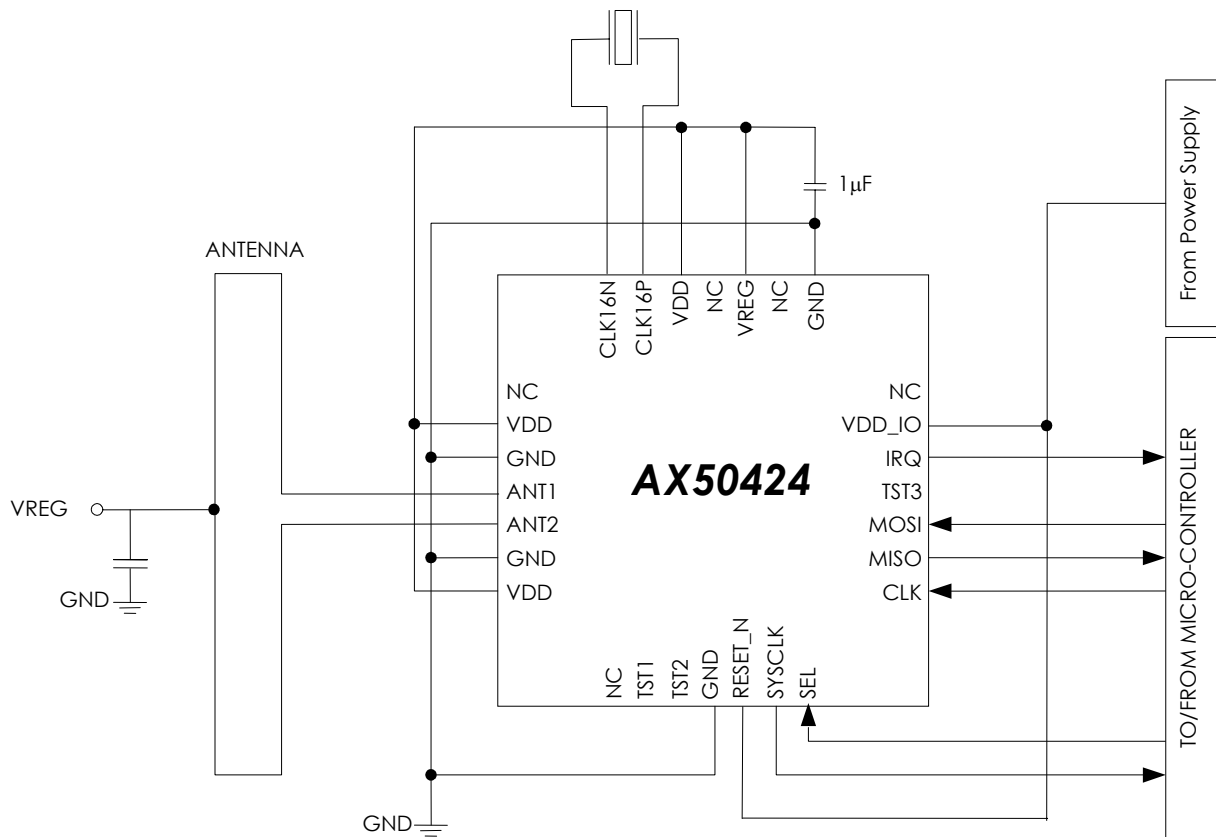 1μF
From Power Supply
ANTENNA
CLK16N
CLK16P
VDD
NC
VREG
NC
GND
NC
VDD
GND
ANT1
ANT2
GND
VDD
AX50424
NC
VDD_IO
IRQ
TST3
MOSI
MISO
CLK
VREG
GND
NC
TST1
TST2
GND
RESET_N
SYSCLK
SEL
TO/FROM MICRO-CONTROLLER
GND